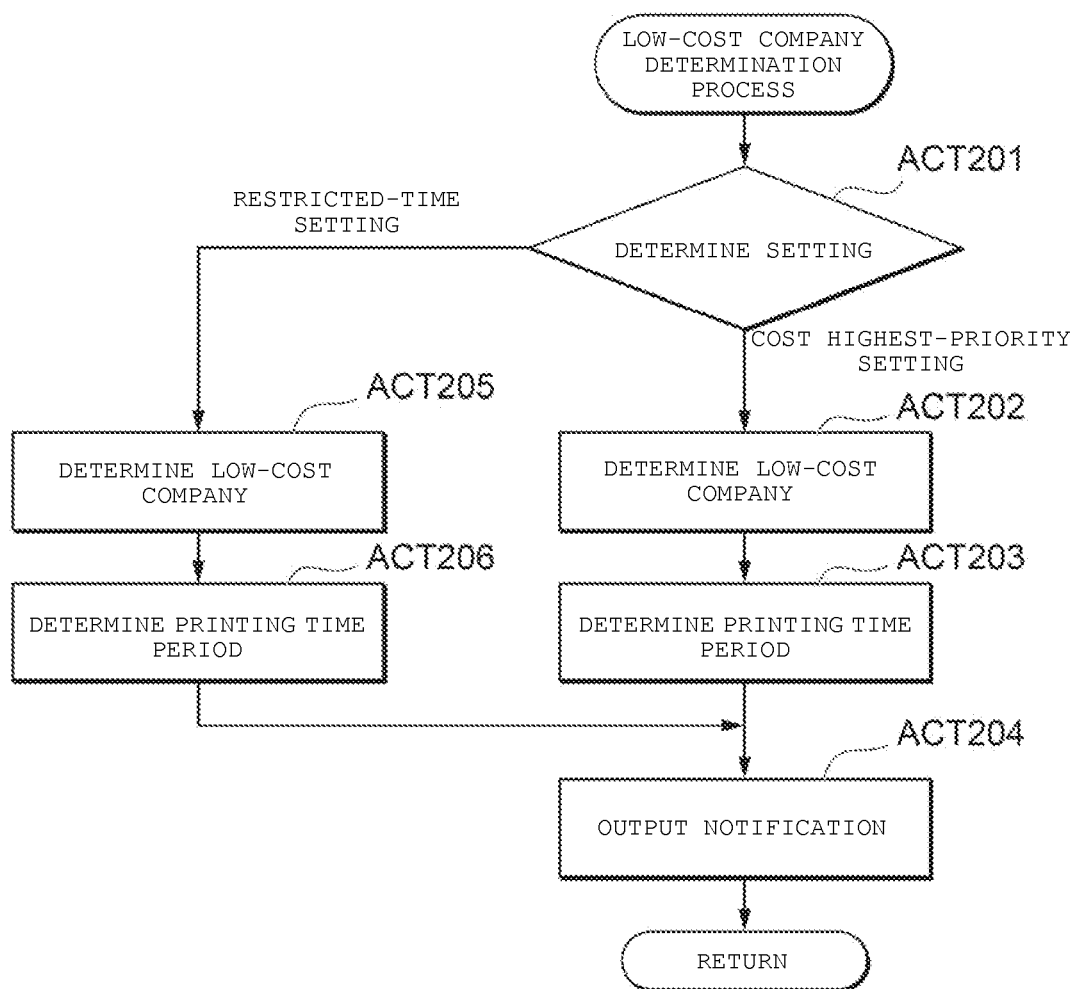 LOW-COST COMPANY
DETERMINATION
PROCESS
ACT201
RESTRICTED-TIME
SETTING
DETERMINE SETTING
COST HIGHEST-PRIORITY
SETTING
ACT205
ACT202
DETERMINE LOW-COST
COMPANY
DETERMINE LOW-COST
COMPANY
ACT206
ACT203
DETERMINE PRINTING TIME
PERIOD
DETERMINE PRINTING TIME
PERIOD
ACT204
OUTPUT NOTIFICATION
RETURN